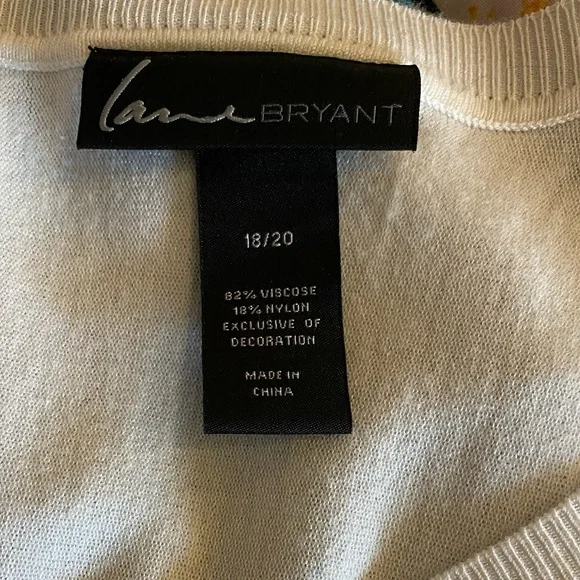 lane BRYANT
18/20
82% VISCOSE
18% NYLON
EXCLUSIVE OF
DECORATION
MADE IN
CHINA